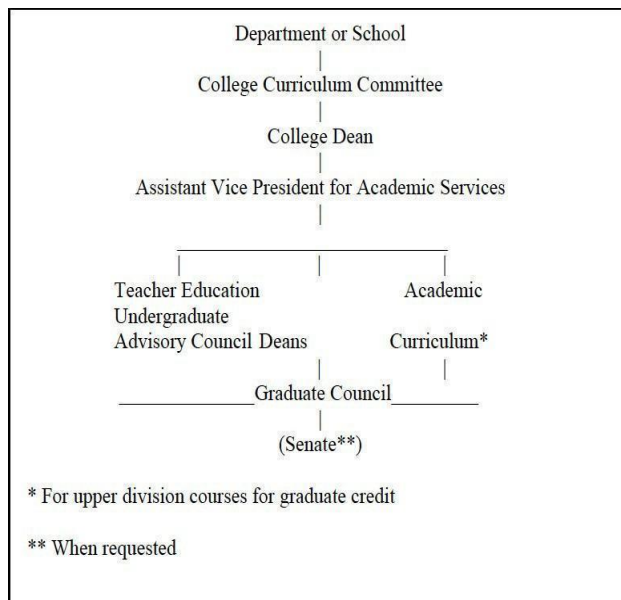 Department or School
College Curriculum Committee
College Dean
Assistant Vice President for Academic Services
Teacher Education Academic
Undergraduate
Advisory Council Deans Curriculum*
Graduate Council
(Senate**)
* For upper division courses for graduate credit
** When requested